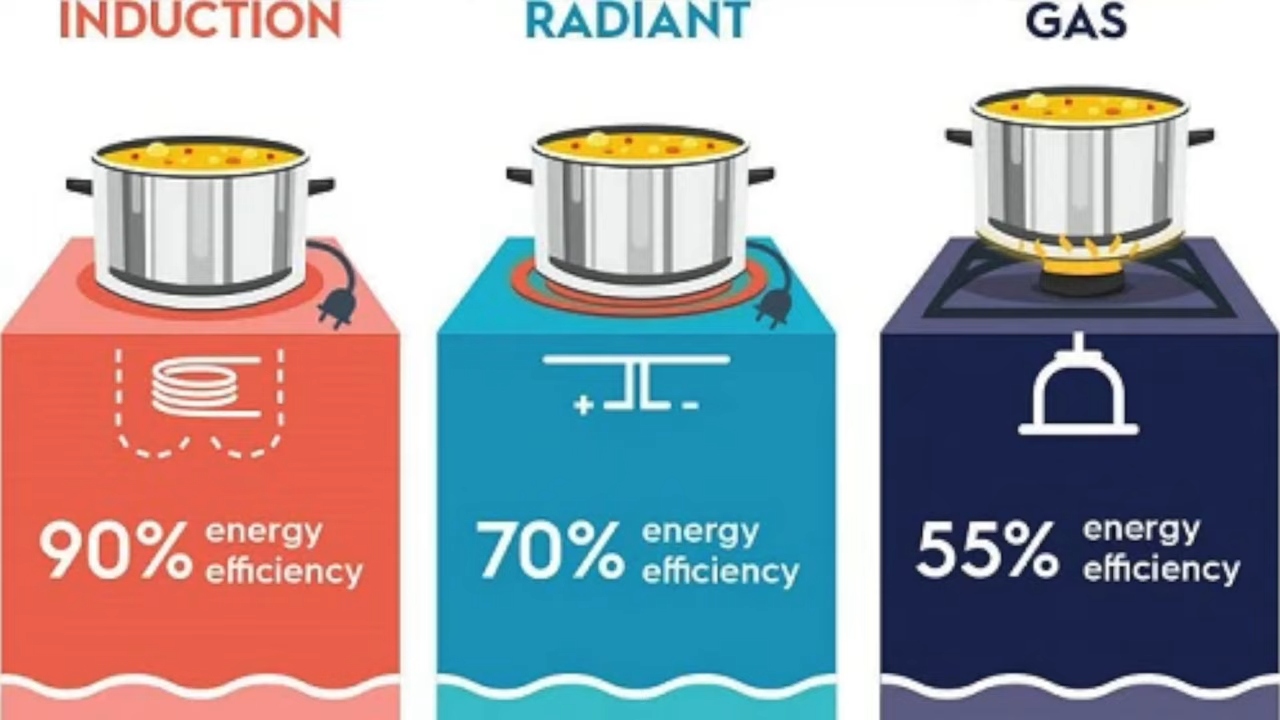 INDUCTION
RADIANT
GAS
+ -
90% energy
efficiency
70% energy
efficiency
55% energy
efficiency